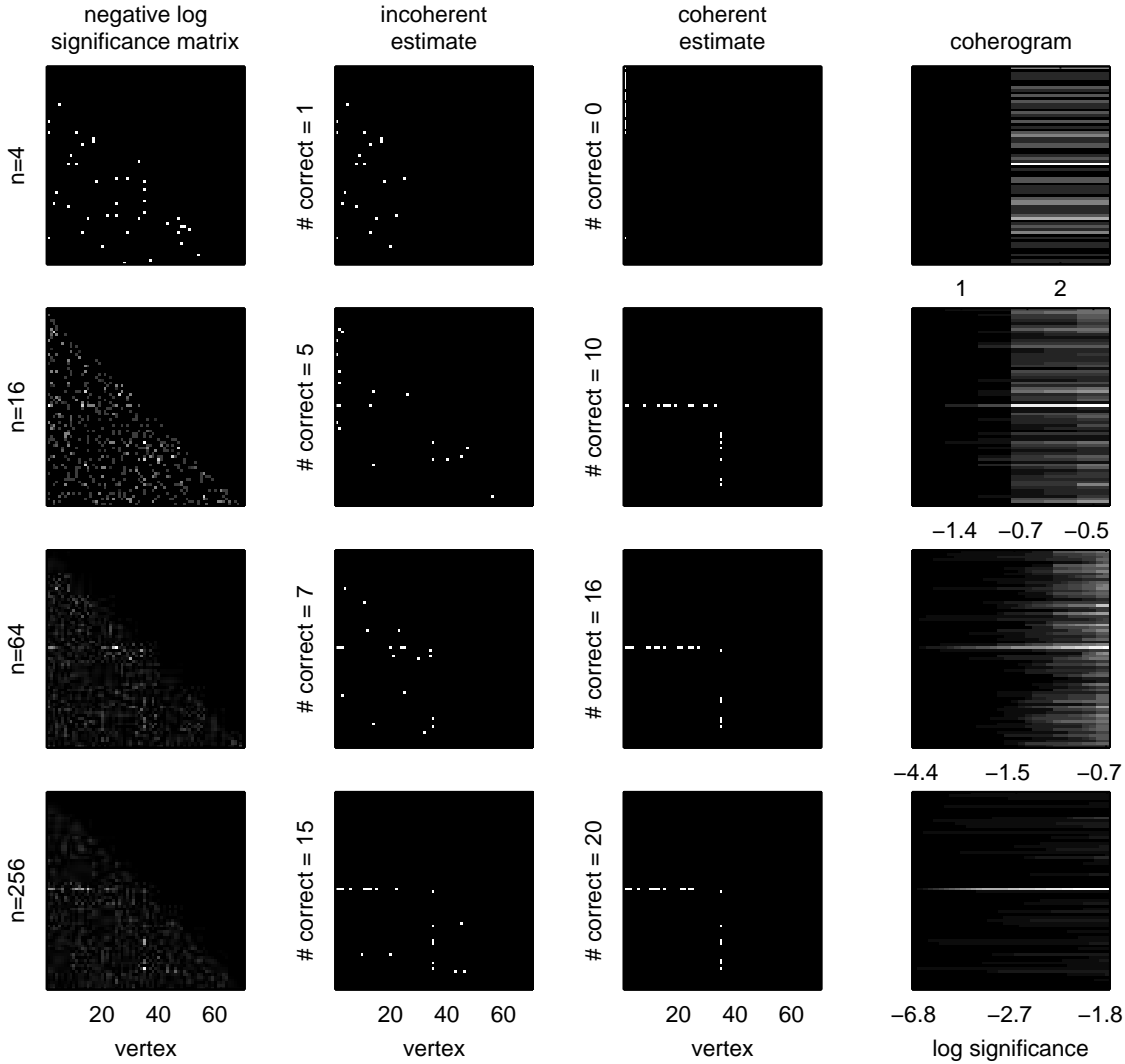 negative log
significance matrix
incoherent
estimate
coherent
estimate
coherogram
n=4
# correct = 1
# correct = 0
1 2
n=16
# correct = 5
# correct = 10
−1.4 −0.7 −0.5
n=64
# correct = 7
# correct = 16
−4.4 −1.5 −0.7
n=256
# correct = 15
# correct = 20
20 40 60
20 40 60
20 40 60
−6.8 −2.7 −1.8
vertex
vertex
vertex
log significance